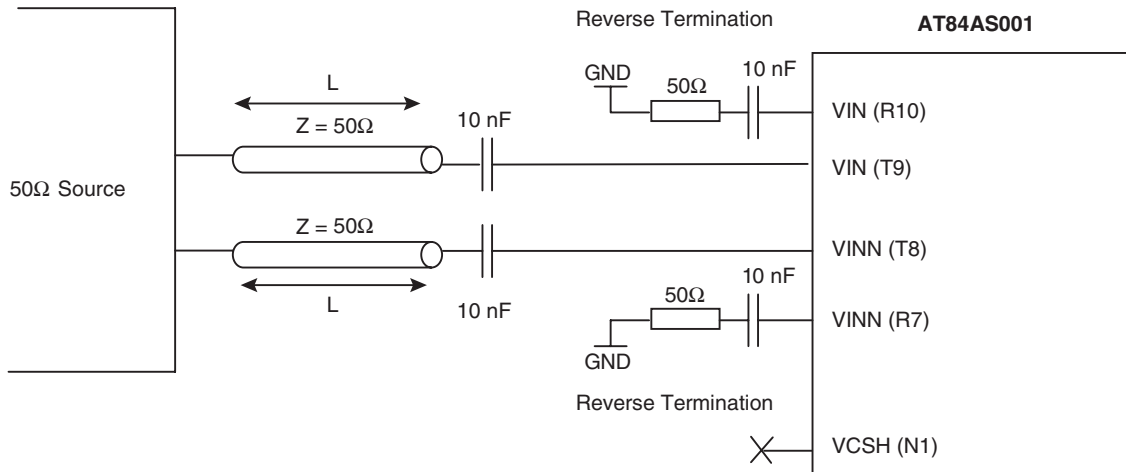 Reverse Termination
AT84AS001
10 nF
GND
50Ω
VIN (R10)
L
Z = 50Ω
10 nF
VIN (T9)
50Ω Source
Z = 50Ω
VINN (T8)
10 nF
L
10 nF
50Ω
VINN (R7)
GND
Reverse Termination
VCSH (N1)